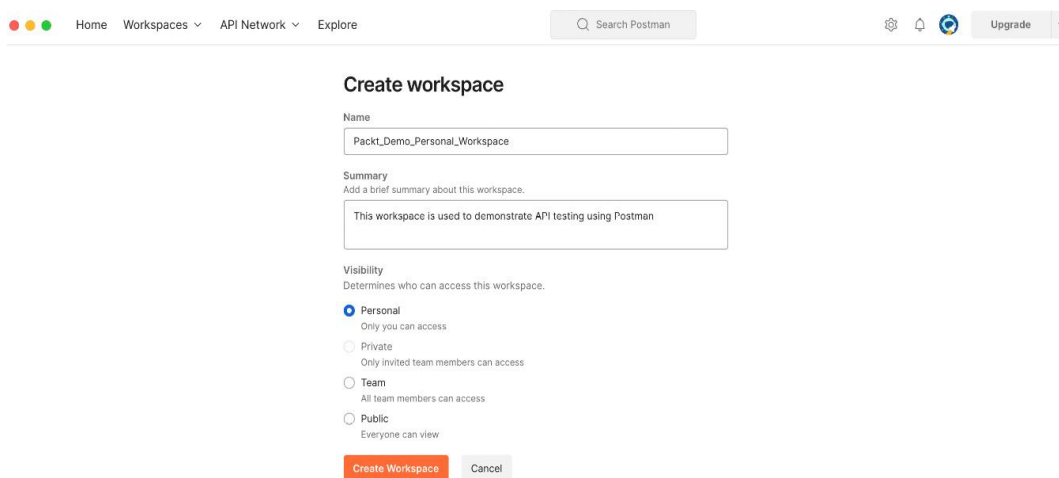 Home Workspaces API Network Explore Search Postman Upgrade
Create workspace
Name
Packt_Demo_Personal_Workspace
Summary
Add a brief summary about this workspace.
This workspace is used to demonstrate API testing using Postman
Visibility
Determines who can access this workspace.
Personal
Only you can access
Private
Only invited team members can access
Team
All team members can access
Public
Everyone can view
Create Workspace Cancel